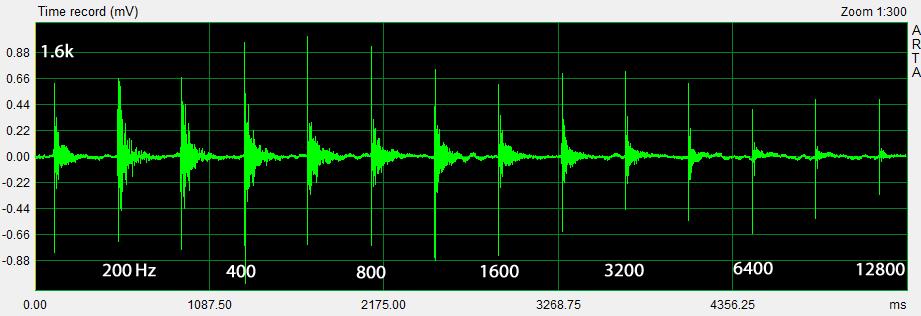 Time record (mV)
Zoom 1:300
A
R
T
A
1.6k
0.88
0.66
0.44
0.22
0.00
-0.22
-0.44
-0.66
-0.88
200 Hz
400
800
1600
3200
6400
12800
0.00
1087.50
2175.00
3268.75
4356.25
ms